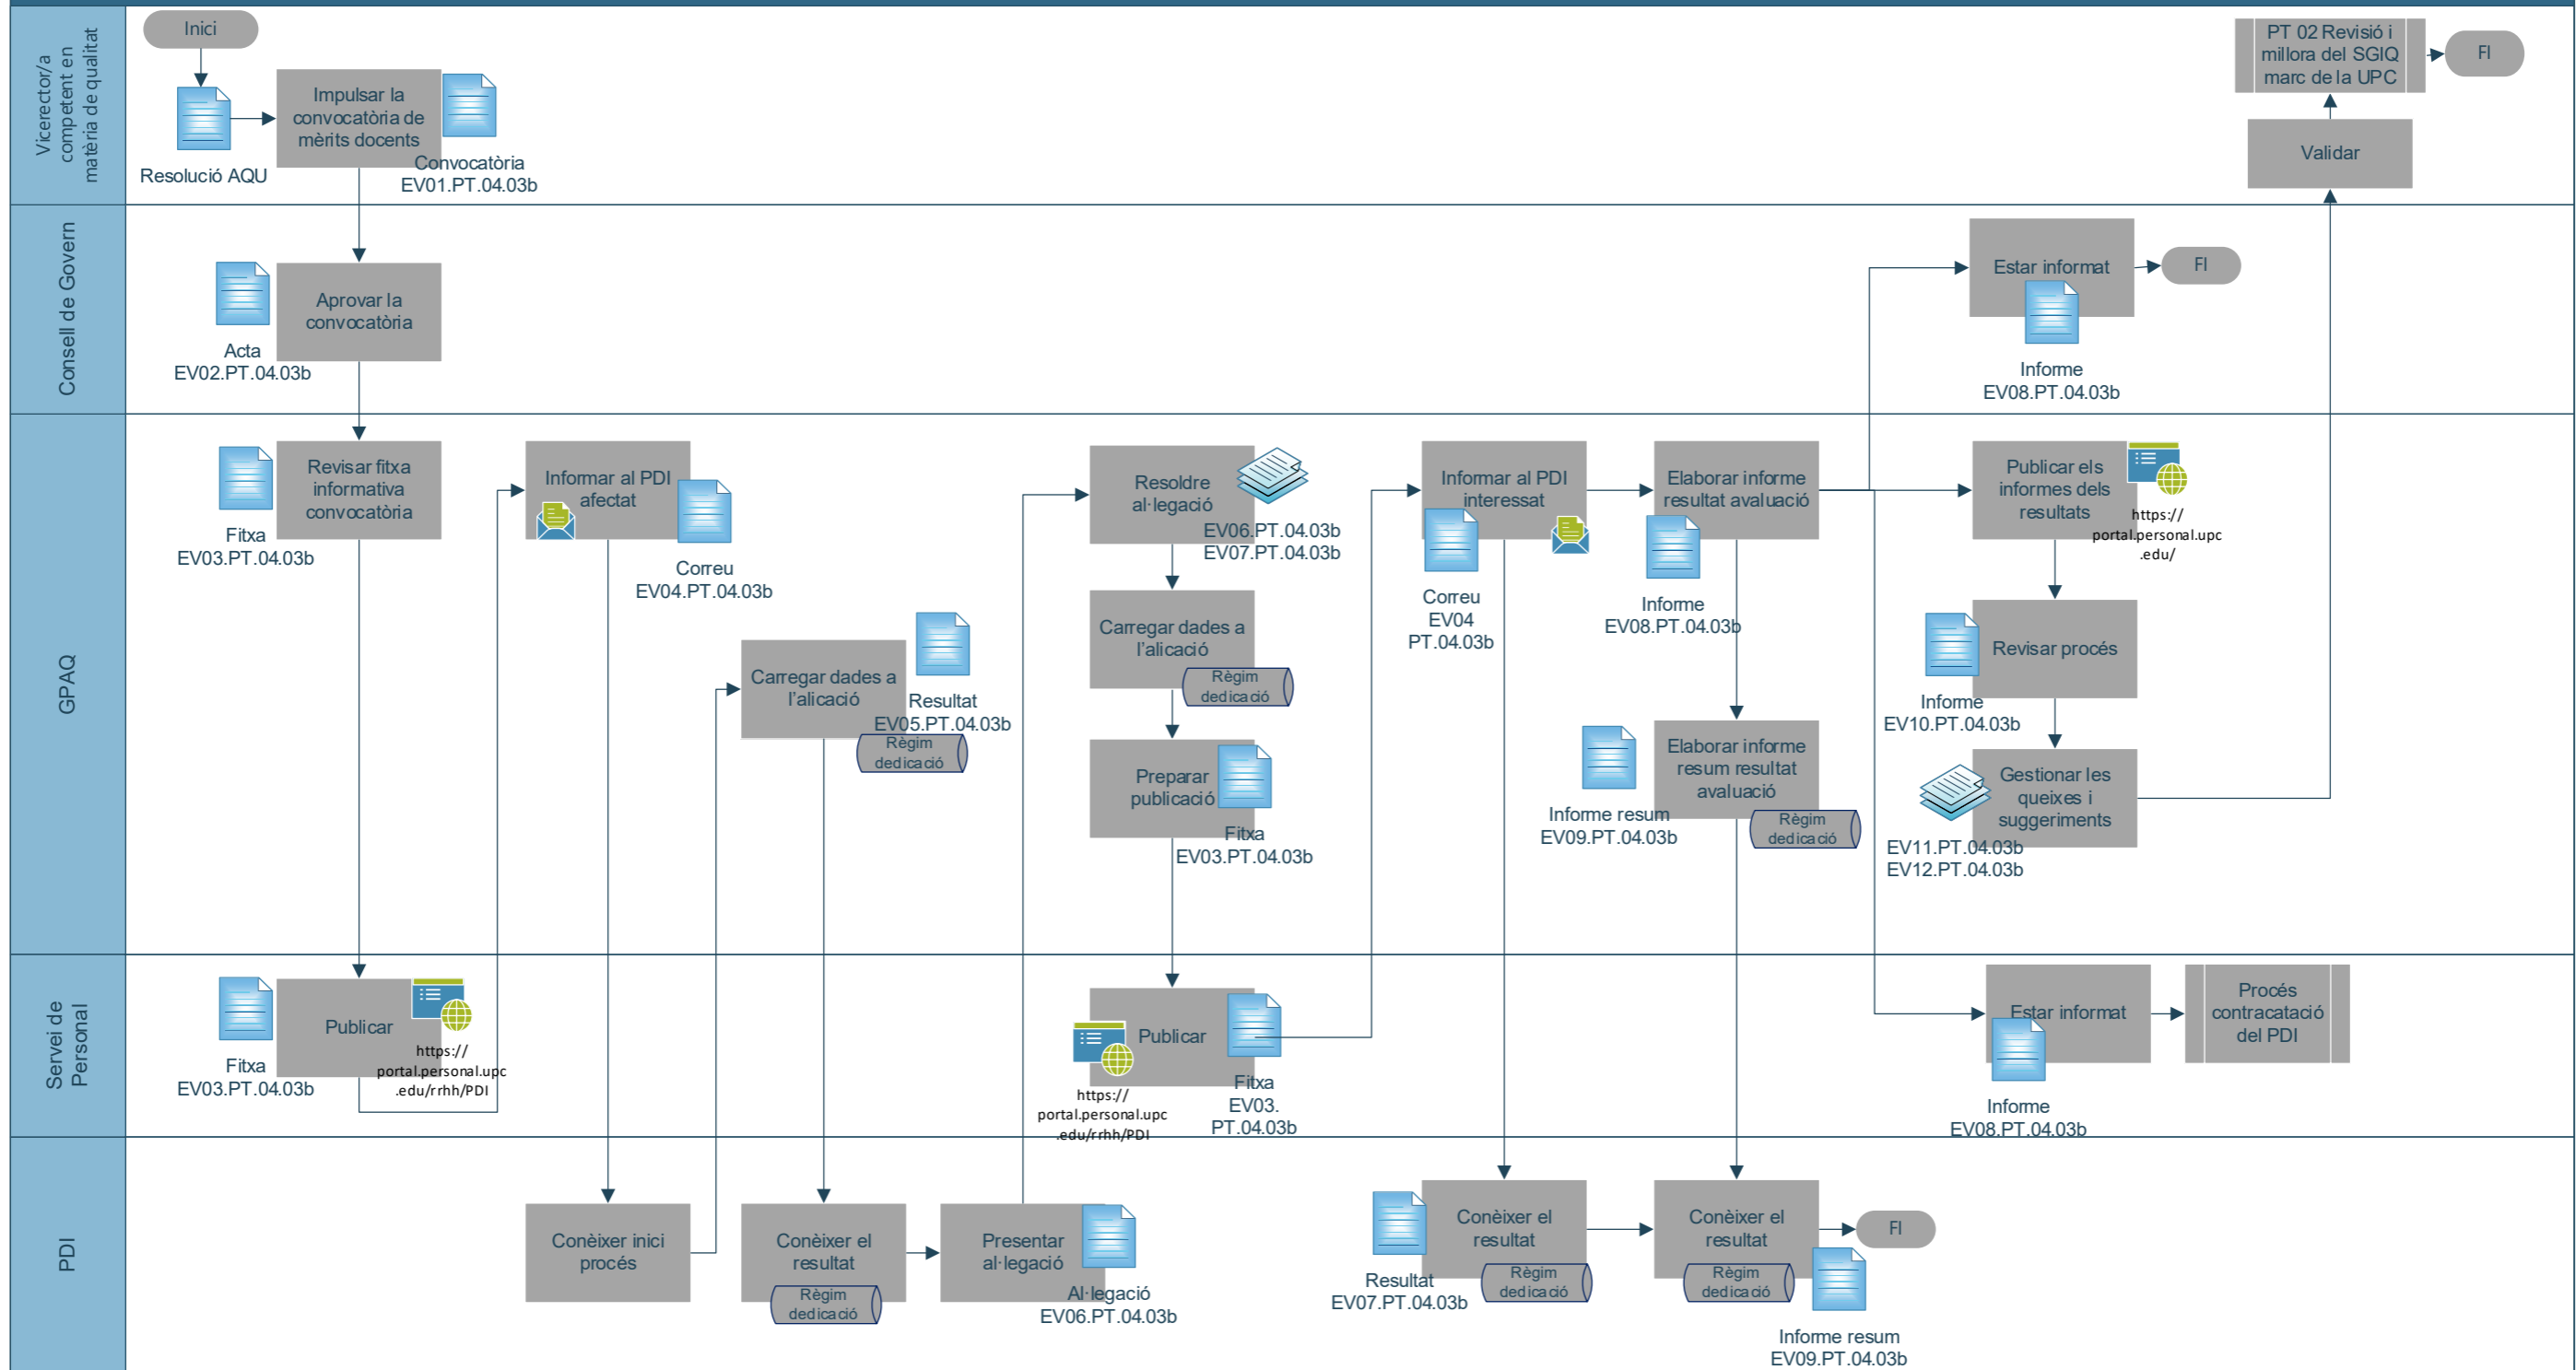 Vicerector/a
competent en
matèria de qualitat
Inici
Resolució AQU
Impulsar la
convocatòria de
mèrits docents
Convocatòria
EV01.PT.04.03b
PT 02 Revisió i
millora del SGIQ
marc de la UPC
FI
Validar
Consell de Govern
Acta
EV02.PT.04.03b
Aprovar la
convocatòria
Estar informat
FI
Informe
EV08.PT.04.03b
GPAQ
Fitxa
EV03.PT.04.03b
Revisar fitxa
informativa
convocatòria
Informar al PDI
afectat
Correu
EV04.PT.04.03b
Carregar dades a
l'alicació
Resultat
EV05.PT.04.03b
Règim
dedicació
Resoldre
al·legació
EV06.PT.04.03b
EV07.PT.04.03b
Carregar dades a
l'alicació
Règim
dedicació
Preparar
publicació
Fitxa
EV03.PT.04.03b
Informar al PDI
interessat
Correu
EV04
PT.04.03b
Elaborar informe
resultat avaluació
Informe
EV08.PT.04.03b
Elaborar informe
resum resultat
avaluació
Informe resum
EV09.PT.04.03b
Règim
dedicació
Publicar els
informes dels
resultats
https://
portal.personal.upc
.edu/
Revisar procés
Informe
EV10.PT.04.03b
Gestionar les
queixes i
suggeriments
EV11.PT.04.03b
EV12.PT.04.03b
Servei de
Personal
Fitxa
EV03.PT.04.03b
Publicar
https://
portal.personal.upc
.edu/rrhh/PDI
Publicar
https://
portal.personal.upc
.edu/rrhh/PDI
Fitxa
EV03.
PT.04.03b
Estar informat
Informe
EV08.PT.04.03b
Procés
contracatació
del PDI
PDI
Conèixer inici
procés
Conèixer el
resultat
Règim
dedicació
Presentar
al·legació
Al·legació
EV06.PT.04.03b
Resultat
EV07.PT.04.03b
Conèixer el
resultat
Règim
dedicació
Conèixer el
resultat
Règim
dedicació
FI
Informe resum
EV09.PT.04.03b